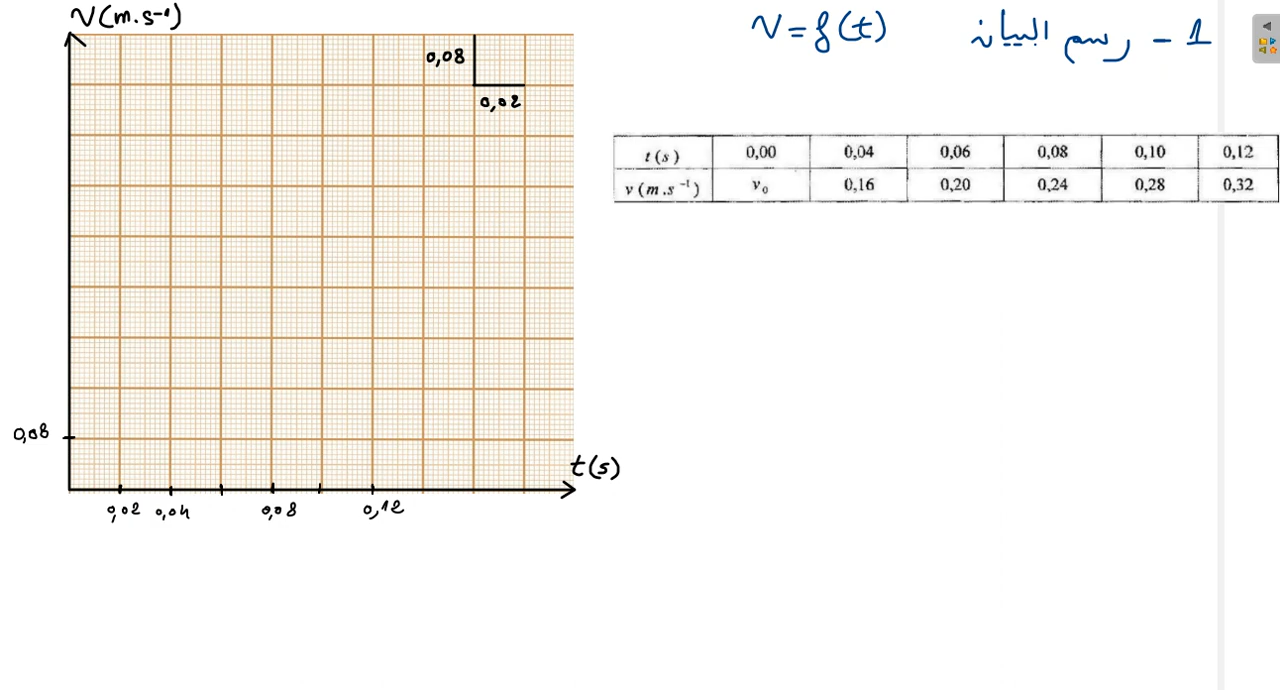 V(m.s⁻¹)
1 - رسم البيان V = f(t)
0,08
0,02
t(s) 0,00 0,04 0,06 0,08 0,10 0,12
v(m.s⁻¹) v₀ 0,16 0,20 0,24 0,28 0,32
0,08
t(s)
0,02 0,04 0,08 0,12